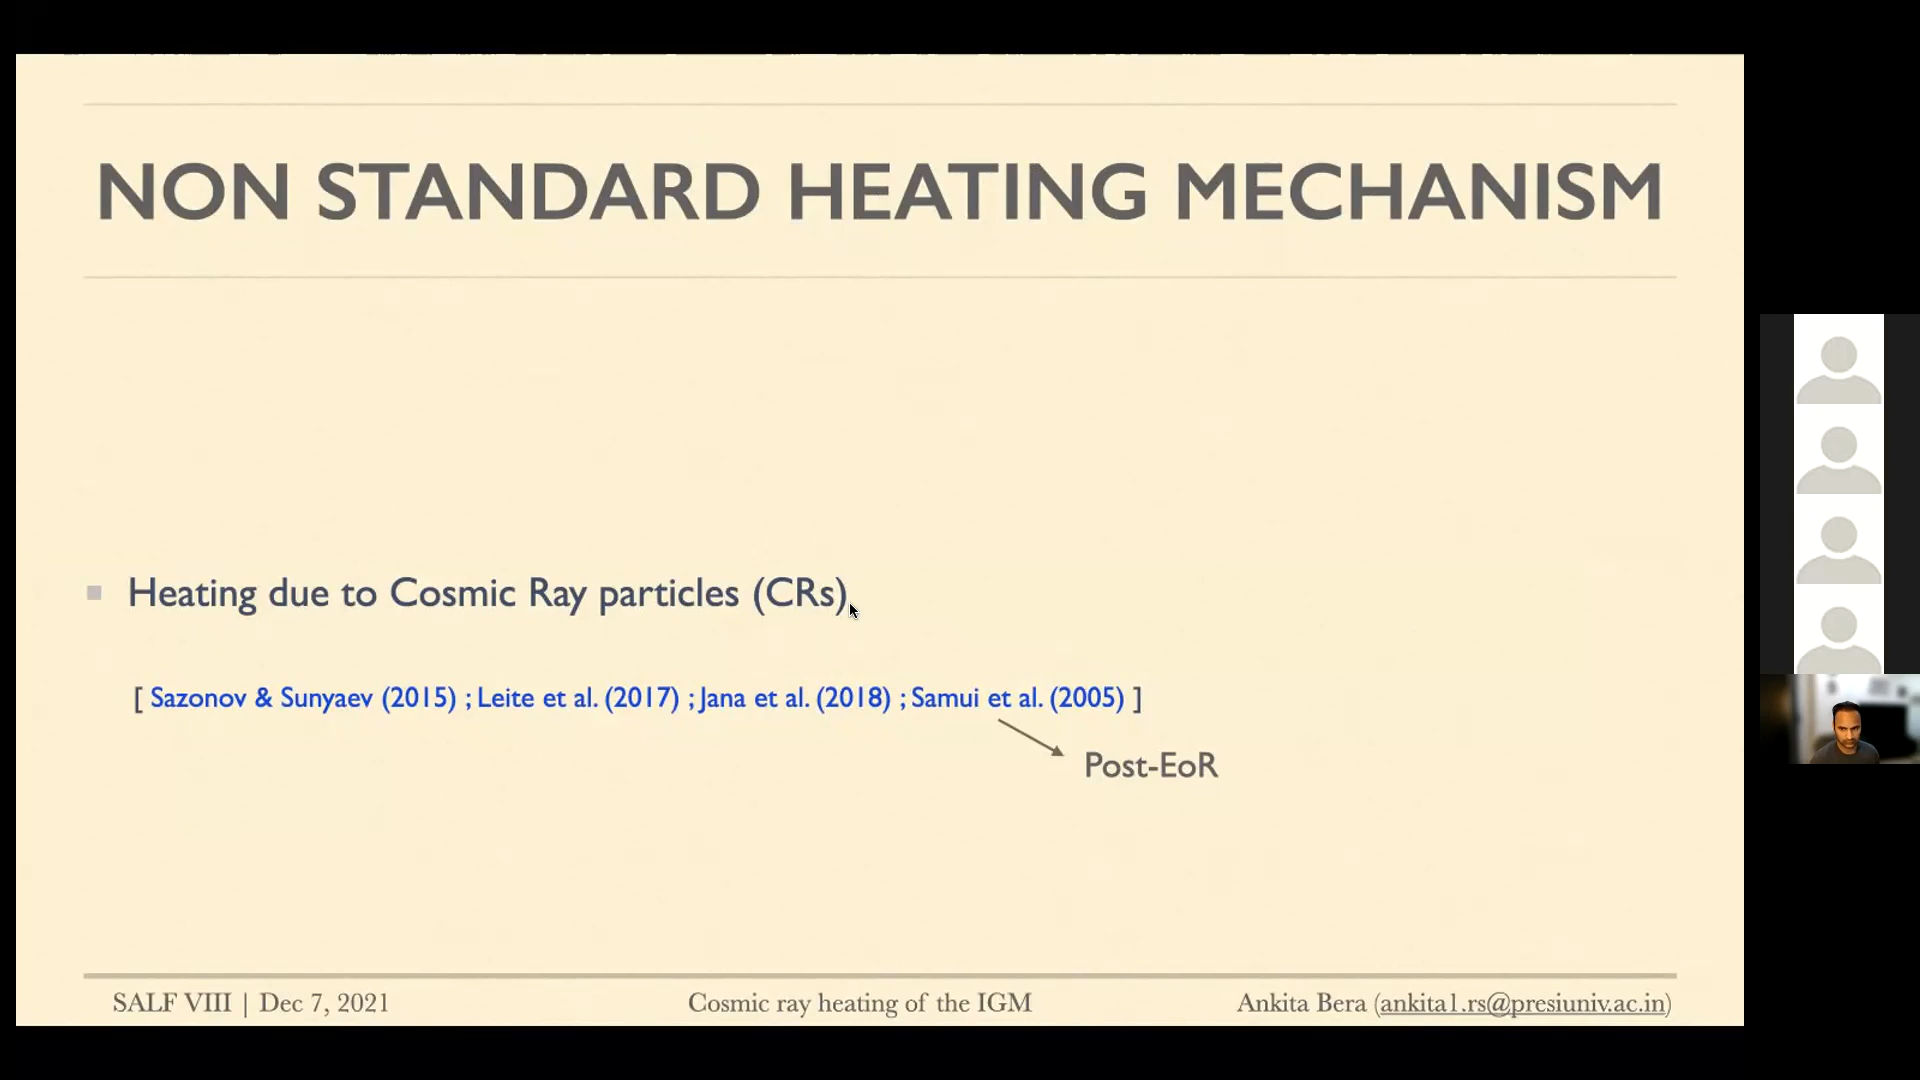 NON STANDARD HEATING MECHANISM
Heating due to Cosmic Ray particles (CRs)
[ Sazonov & Sunyaev (2015) ; Leite et al. (2017) ; Jana et al. (2018) ; Samui et al. (2005) ]
Post-EoR
SALF VIII | Dec 7, 2021
Cosmic ray heating of the IGM
Ankita Bera (ankita1.rs@presiuniv.ac.in)